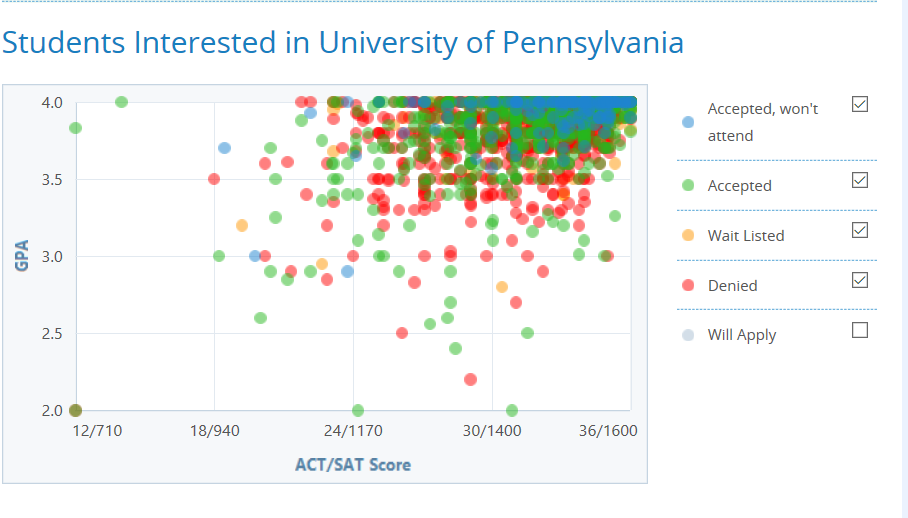 Students Interested in University of Pennsylvania
4.0
3.5
3.0
2.5
2.0
GPA
12/710 18/940 24/1170 30/1400 36/1600
ACT/SAT Score
Accepted, won't
attend
Accepted
Wait Listed
Denied
Will Apply